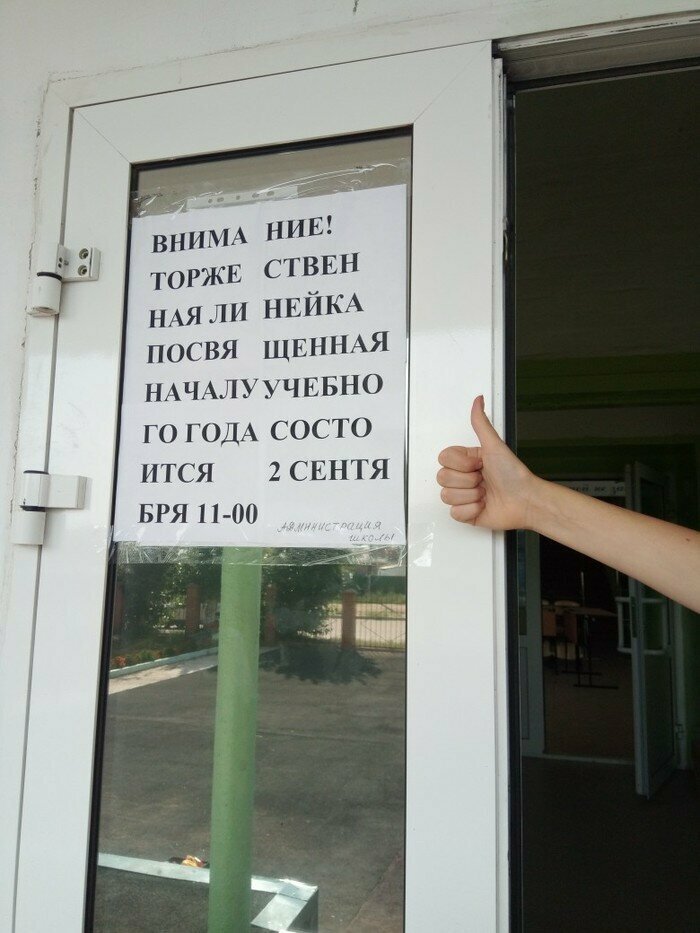 ВНИМА НИЕ!
ТОРЖЕ СТВЕН
НАЯ ЛИ НЕЙКА
ПОСВЯ ЩЕННАЯ
НАЧАЛУ УЧЕБНО
ГО ГОДА СОСТО
ИТСЯ 2 СЕНТЯ
БРЯ 11-00
АДМИНИСТРАЦИЯ
ШКОЛЫ